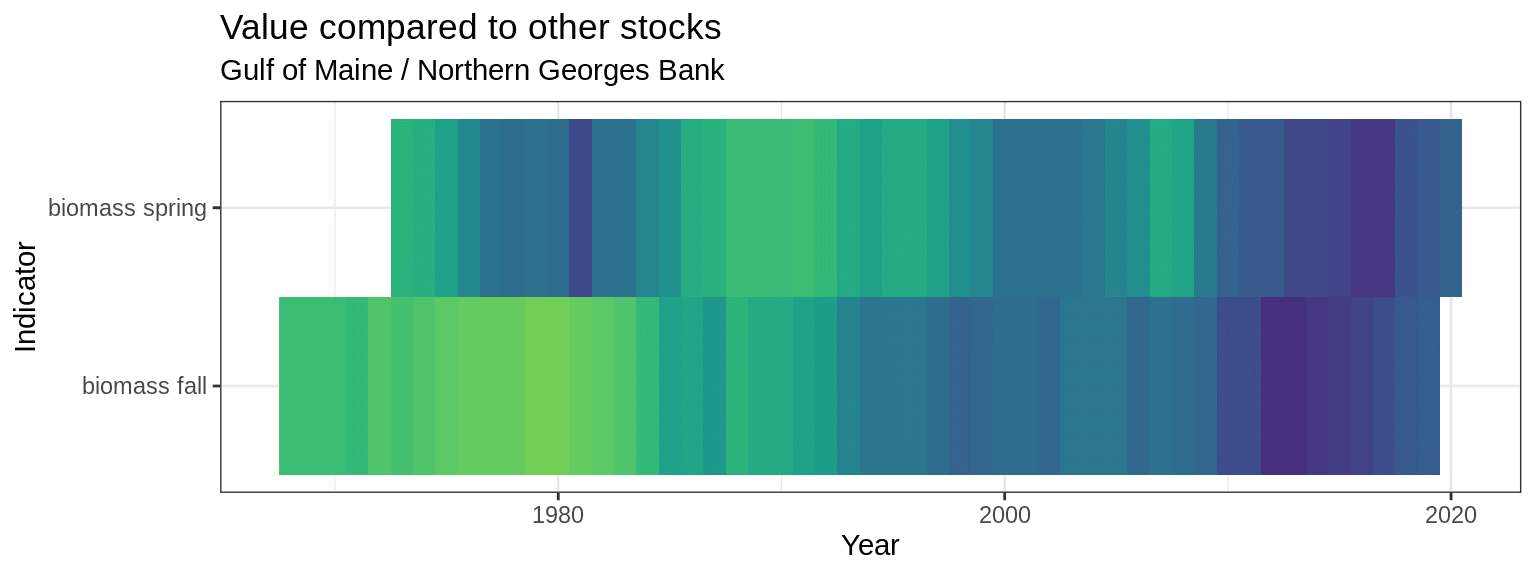 Value compared to other stocks
Gulf of Maine / Northern Georges Bank
Indicator
biomass spring
biomass fall
1980
2000
2020
Year